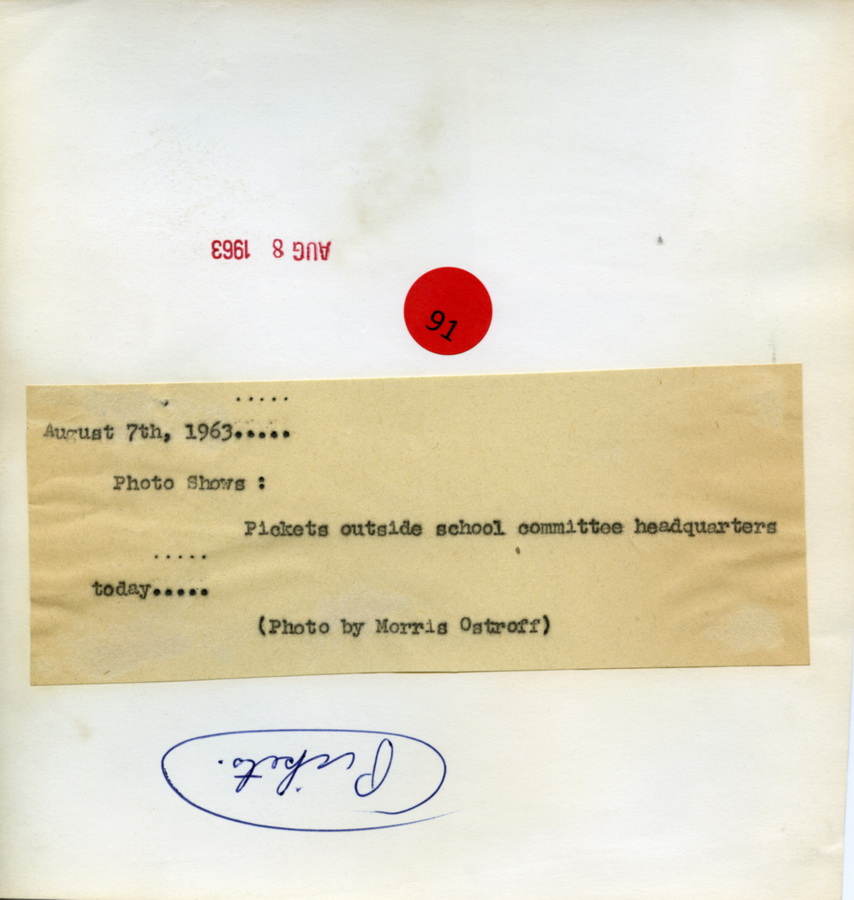 AUG 8 1963
91
.....
August 7th, 1963.....
Photo Shows :
Pickets outside school committee headquarters
.....
today.....
(Photo by Morris Ostroff)
Pickets.